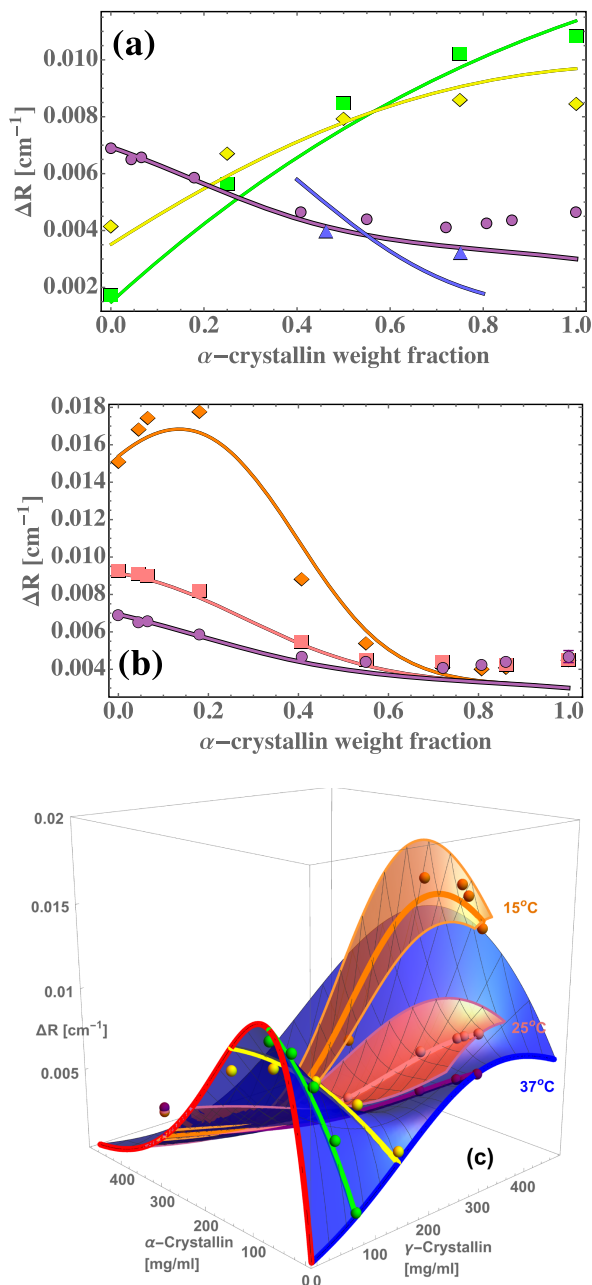 (a)
0.010
0.008
0.006
0.004
0.002
ΔR [cm⁻¹]
0.0 0.2 0.4 0.6 0.8 1.0
α−crystallin weight fraction
0.018
0.016
0.014
0.012
0.010
0.008
0.006
0.004
ΔR [cm⁻¹]
(b)
0.0 0.2 0.4 0.6 0.8 1.0
α−crystallin weight fraction
0.02
0.015
0.01
0.005
ΔR [cm⁻¹]
15°C
25°C
37°C
(c)
400
300
200
100
0
α−Crystallin
[mg/ml]
0
100
200
300
400
γ−Crystallin
[mg/ml]